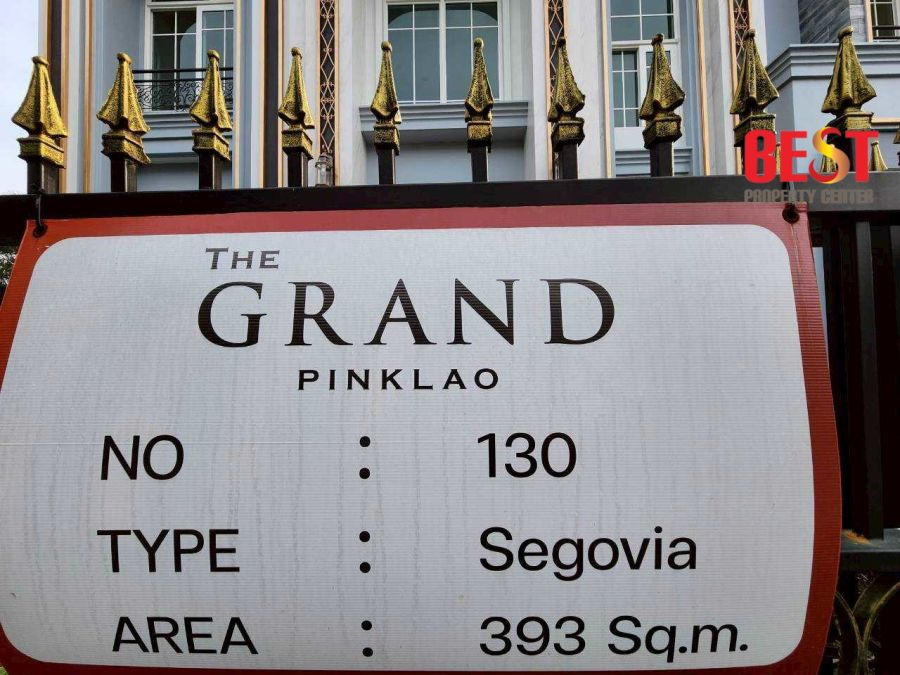 BEST
PROPERTY CENTER
THE
GRAND
PINKLAO
NO : 130
TYPE : Segovia
AREA : 393 Sq.m.